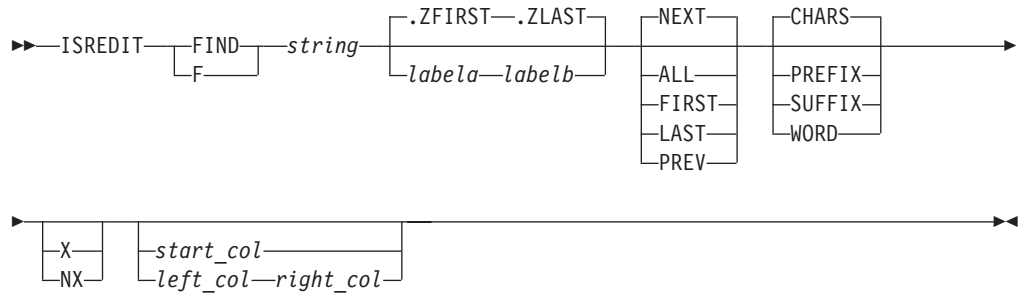 .ZFIRST .ZLAST NEXT CHARS
ISREDIT FIND string
F labela labelb ALL PREFIX
FIRST SUFFIX
LAST WORD
PREV
X start_col
NX left_col right_col